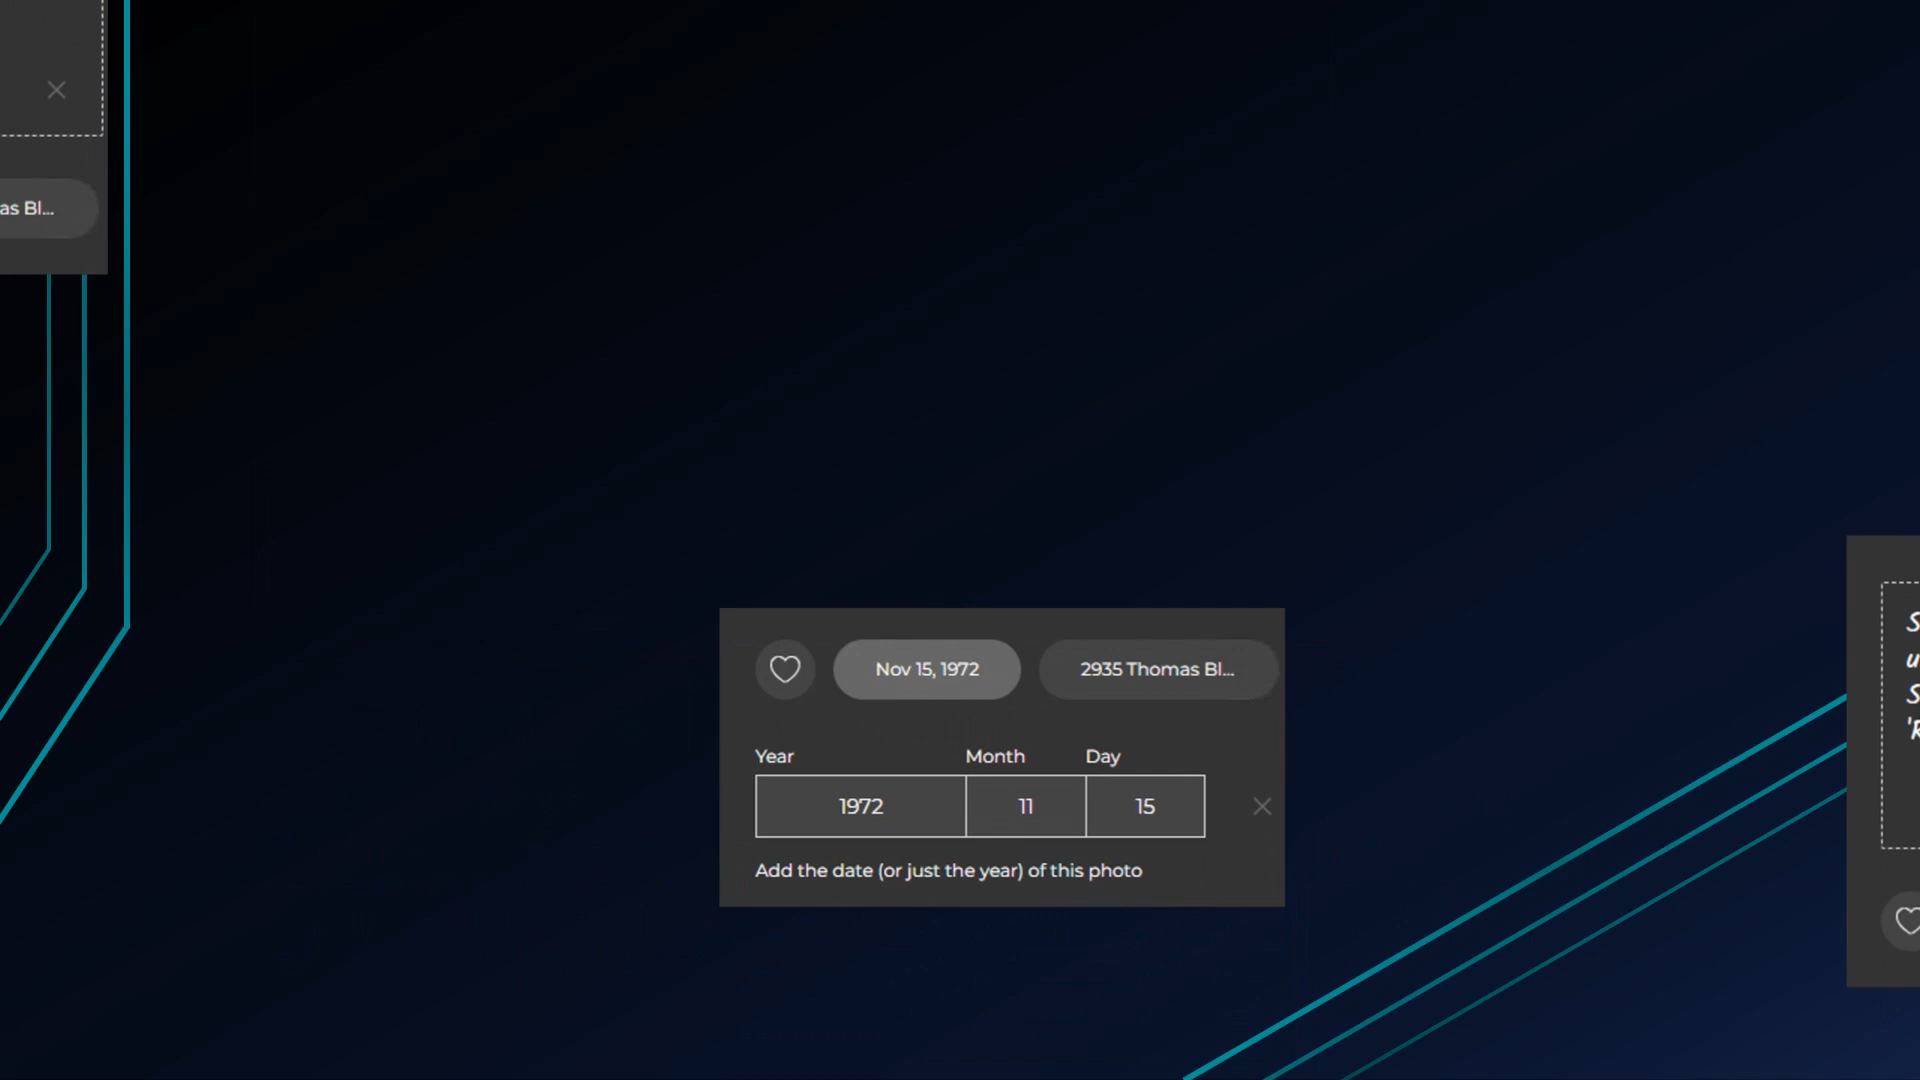 as Bl...
Nov 15, 1972
2935 Thomas Bl...
Year Month Day
1972 11 15
Add the date (or just the year) of this photo
S
u
S
'R